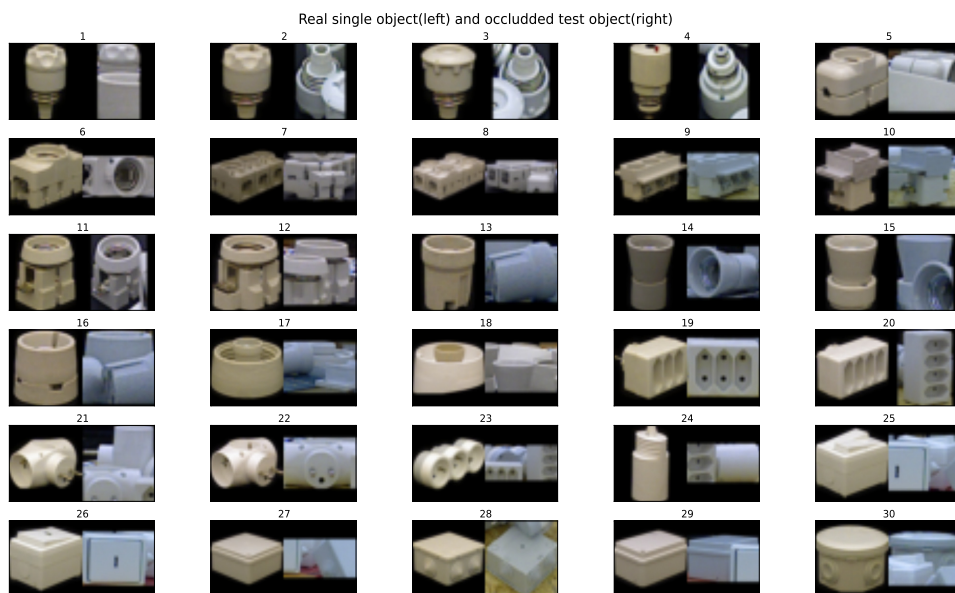 Real single object(left) and occludded test object(right)
1 2 3 4 5
6 7 8 9 10
11 12 13 14 15
16 17 18 19 20
21 22 23 24 25
26 27 28 29 30